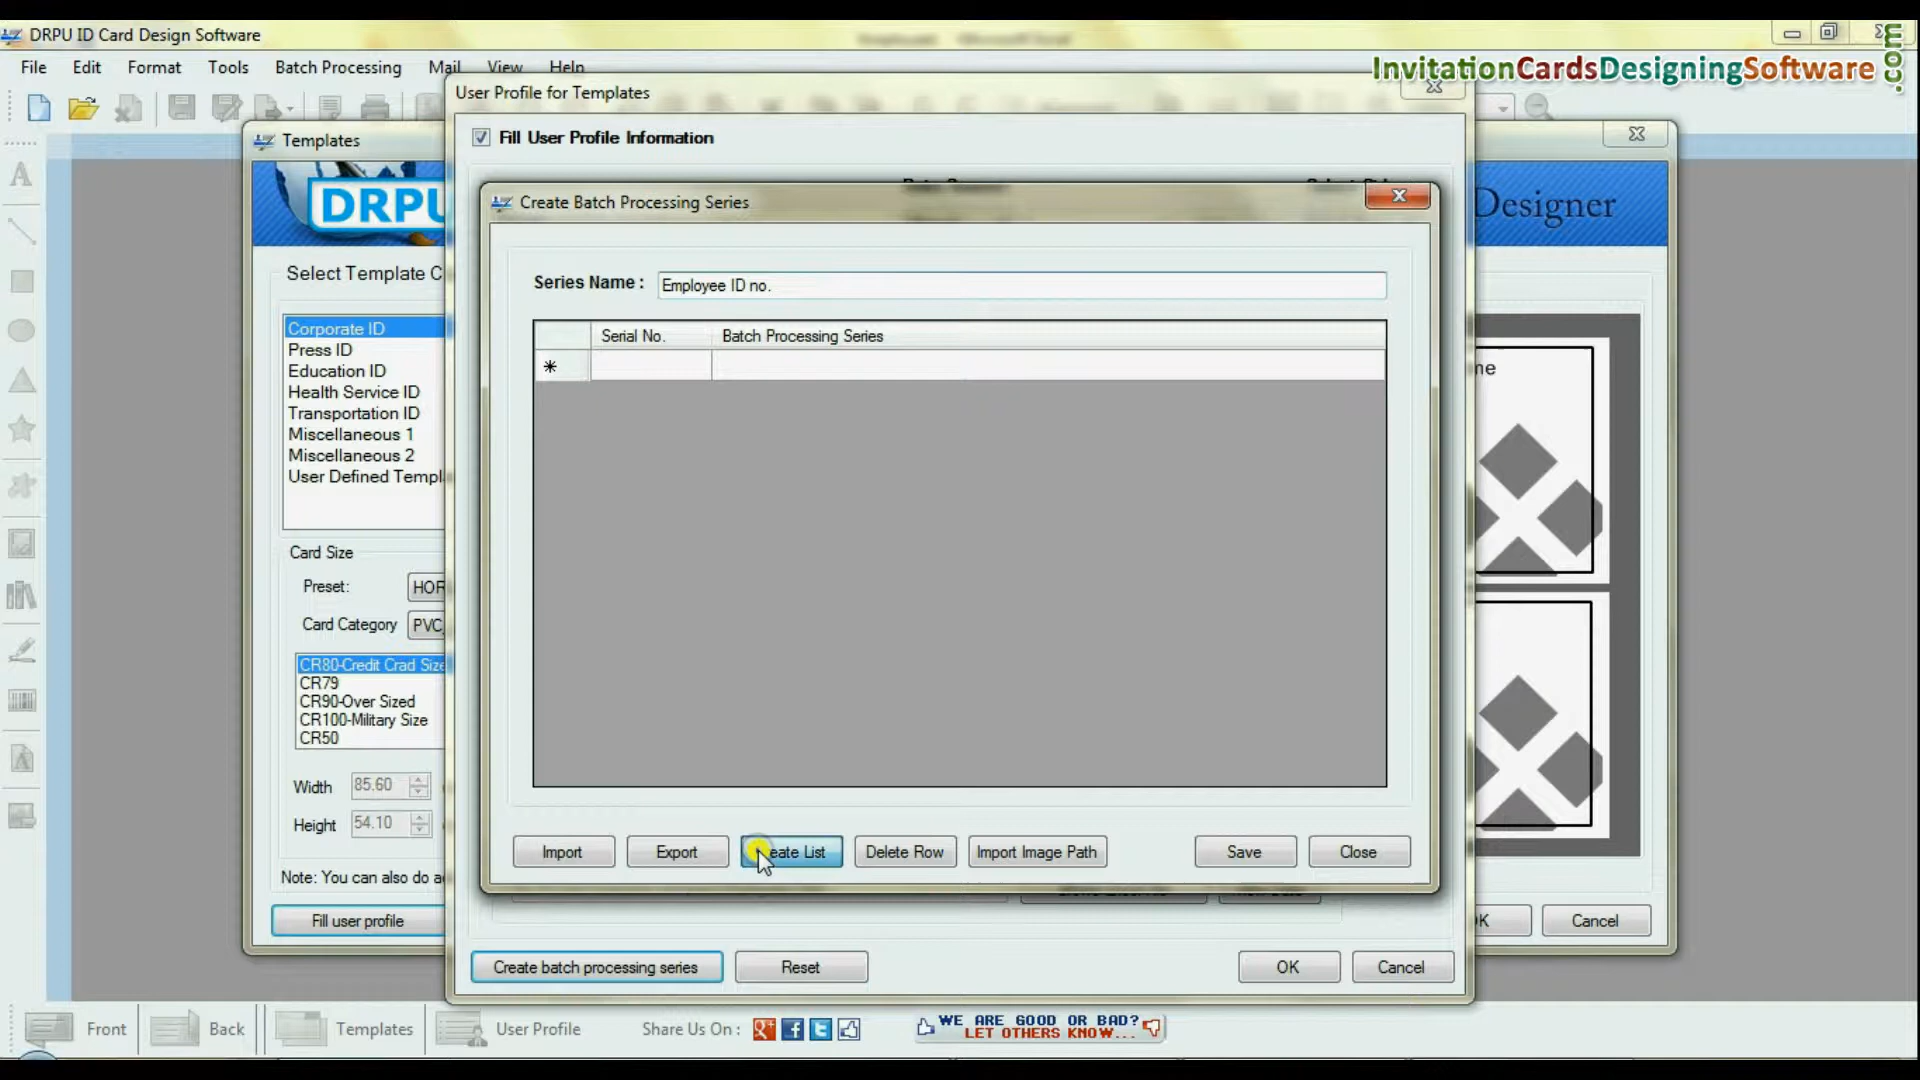 DRPU ID Card Design Software
InvitationCardsDesigningSoftware.com
File Edit Format Tools Batch Processing Mail View Help
User Profile for Templates
Templates
Fill User Profile Information
DRPU
Designer
Create Batch Processing Series
Select Template C
Series Name : Employee ID no.
Serial No. Batch Processing Series
Corporate ID
Press ID
Education ID
Health Service ID
Transportation ID
Miscellaneous 1
Miscellaneous 2
User Defined Templ
me
Card Size
Preset: HOR
Card Category PVC
CR80-Credit Crad Size
CR79
CR90-Over Sized
CR100-Military Size
CR50
Width 85.60
Height 54.10
Note: You can also do a
Import Export eate List Delete Row Import Image Path Save Close
Fill user profile
OK Cancel
Create batch processing series Reset OK Cancel
Front Back Templates User Profile Share Us On :
WE ARE GOOD OR BAD?
LET OTHERS KNOW...